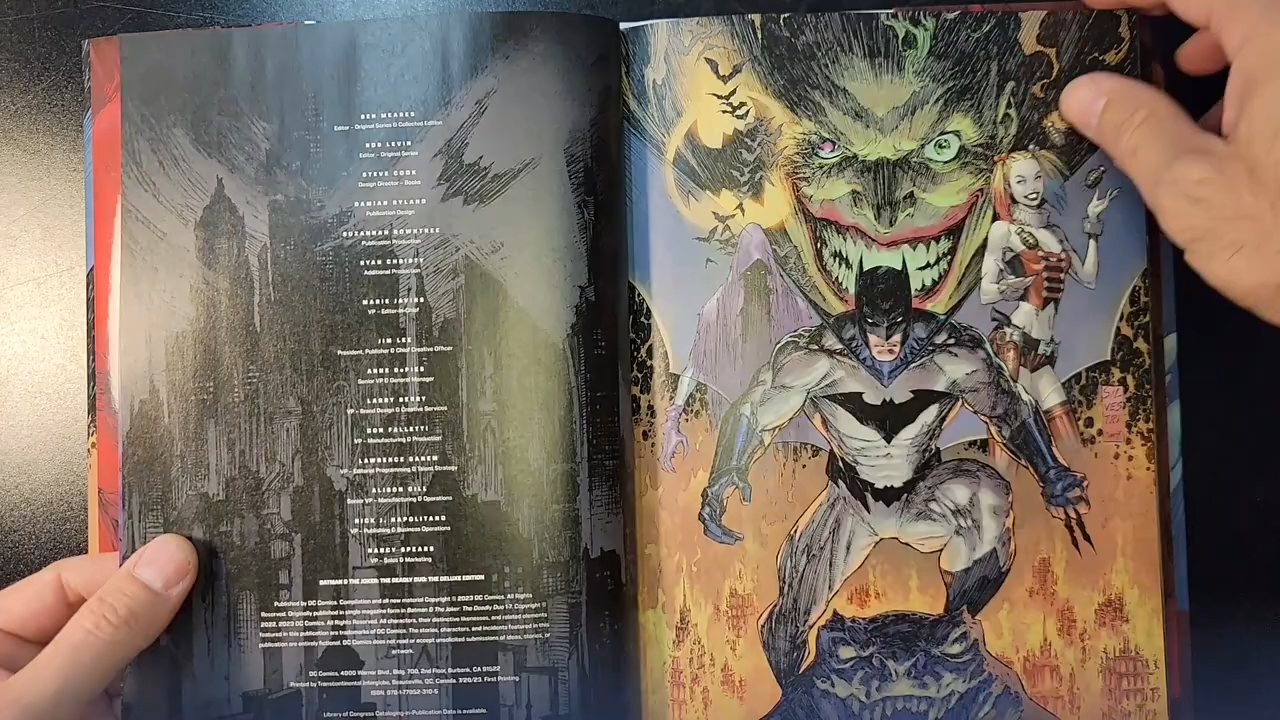 BEN MEARES
Editor – Original Series & Collected Edition
ROB LEVIN
Editor – Original Series
STEVE COOK
Design Director – Books
DAMIAN RYLAND
Publication Design
SUZANNAH ROWNTREE
Publication Production
RYAN CHRISTY
Additional Production
MARIE JAVINS
VP – Editor-in-Chief
JIM LEE
President, Publisher & Chief Creative Officer
ANNE DePIES
Senior VP & General Manager
LARRY BERRY
VP – Brand Design & Creative Services
DON FALLETTI
VP – Manufacturing & Production
LAWRENCE GANEM
VP – Editorial Programming & Talent Strategy
ALISON GILL
Senior VP – Manufacturing & Operations
NICK J. NAPOLITANO
VP – Publishing & Business Operations
NANCY SPEARS
VP – Sales & Marketing
BATMAN & THE JOKER: THE DEADLY DUO: THE DELUXE EDITION
Published by DC Comics. Compilation and all new material Copyright © 2023 DC Comics. All Rights
Reserved. Originally published in single magazine form in Batman & The Joker: The Deadly Duo 1-7. Copyright ©
2022, 2023 DC Comics. All Rights Reserved. All characters, their distinctive likenesses, and related elements
featured in this publication are trademarks of DC Comics. The stories, characters, and incidents featured in this
publication are entirely fictional. DC Comics does not read or accept unsolicited submissions of ideas, stories, or
artwork.
DC Comics, 4000 Warner Blvd., Bldg. 700, 2nd Floor, Burbank, CA 91522
Printed by Transcontinental Interglobe, Beauceville, QC, Canada. 7/28/23. First Printing.
ISBN: 978-1-77952-310-5
Library of Congress Cataloging-in-Publication Data is available.
SIL
VES
TRI